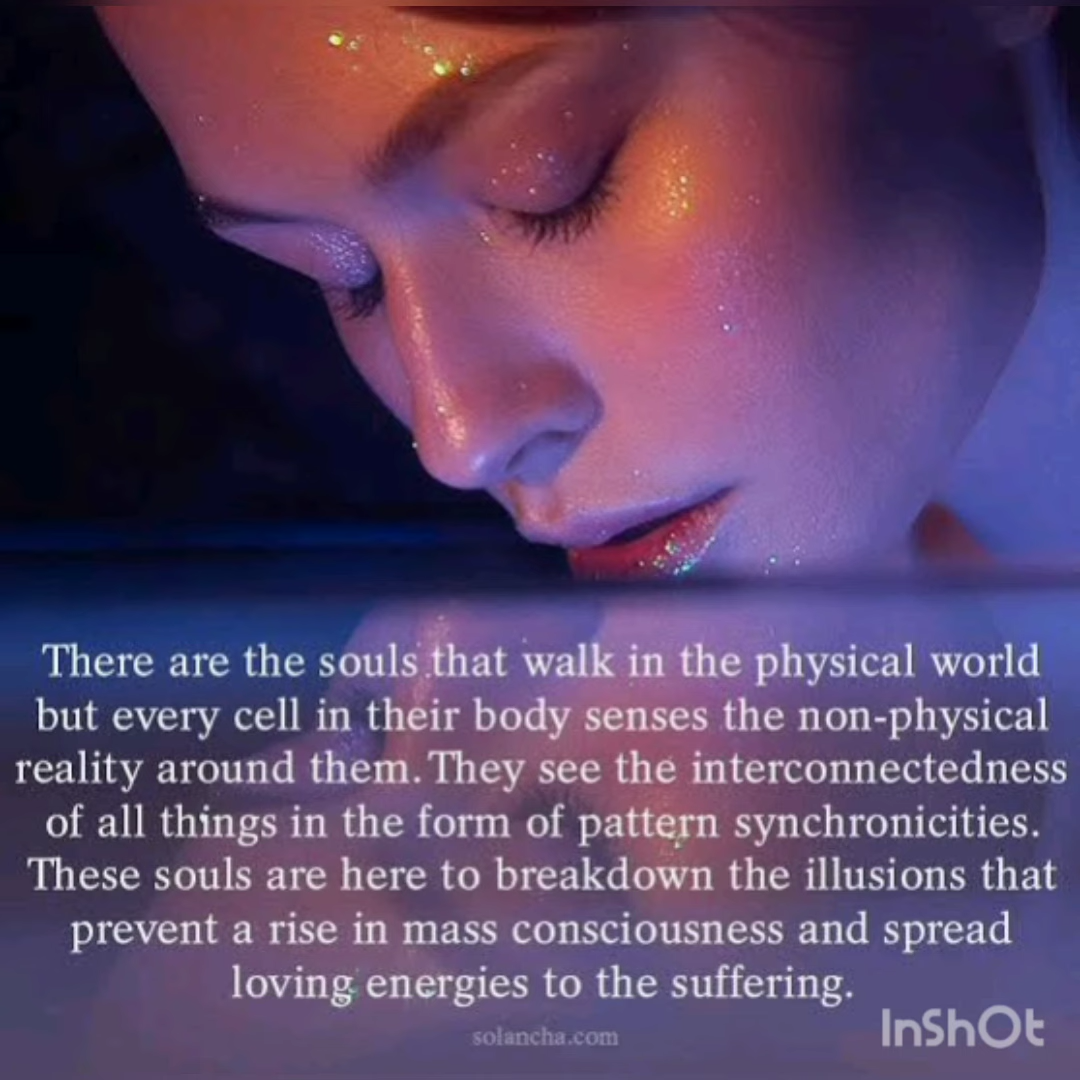 There are the souls that walk in the physical world
but every cell in their body senses the non-physical
reality around them. They see the interconnectedness
of all things in the form of pattern synchronicities.
These souls are here to breakdown the illusions that
prevent a rise in mass consciousness and spread
loving energies to the suffering.
solancha.com
InShOt